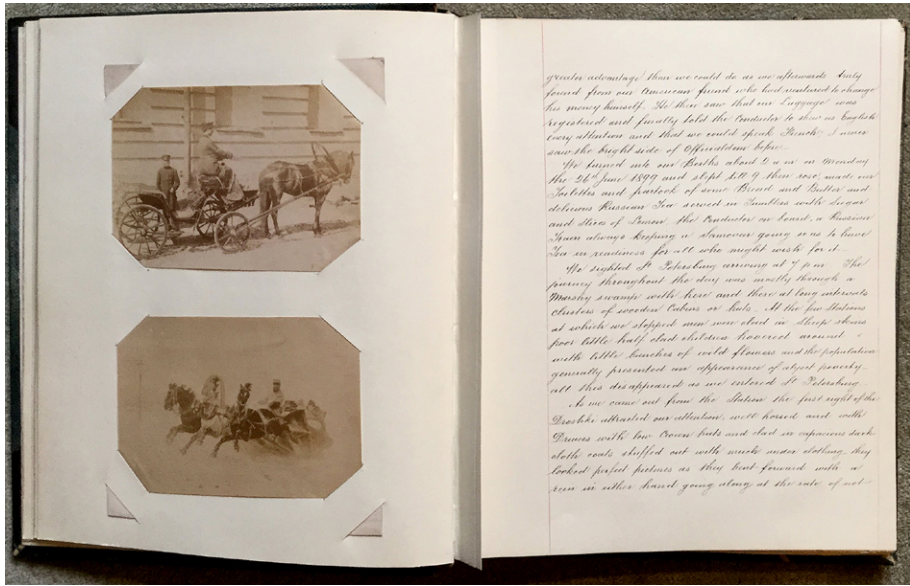 greater advantage than we could do as we afterwards truly
found from our American friend who had ventured to change
his money himself. He then saw that our Luggage was
registered and finally told the Conductor to show us English
every attention and that we could speak French; I never
saw the bright side of Officialdom before.
We turned into our Berths about 2 a m on Monday
the 26th June 1899 and slept till 9 then rose, made our
Toilettes and partook of some Bread and Butter and
delicious Russian Tea served in Tumblers with Sugar
and Slices of Lemon, the Conductor on board a Russian
Train always keeping a Samovar going so as to have
Tea in readiness for all who might wish for it.
We sighted St Petersburg arriving at 7 p m. The
journey throughout the day was mostly through a
Marshy swamp with here and there at long intervals
clusters of wooden Cabins or huts. At the few Stations
at which we stopped men were clad in Sheep skins
poor little half clad children hovered around
with little bunches of wild flowers and the population
generally presented an appearance of abject poverty
all this disappeared as we entered St Petersburg.
As we came out from the Station the first sight of the
Droshke attracted our attention, well horsed and with
Drivers with low Crown hats and clad in capacious dark
cloth coats stuffed out with much under clothing they
looked perfect pictures as they bent forward with a
rein in either hand going along at the rate of not